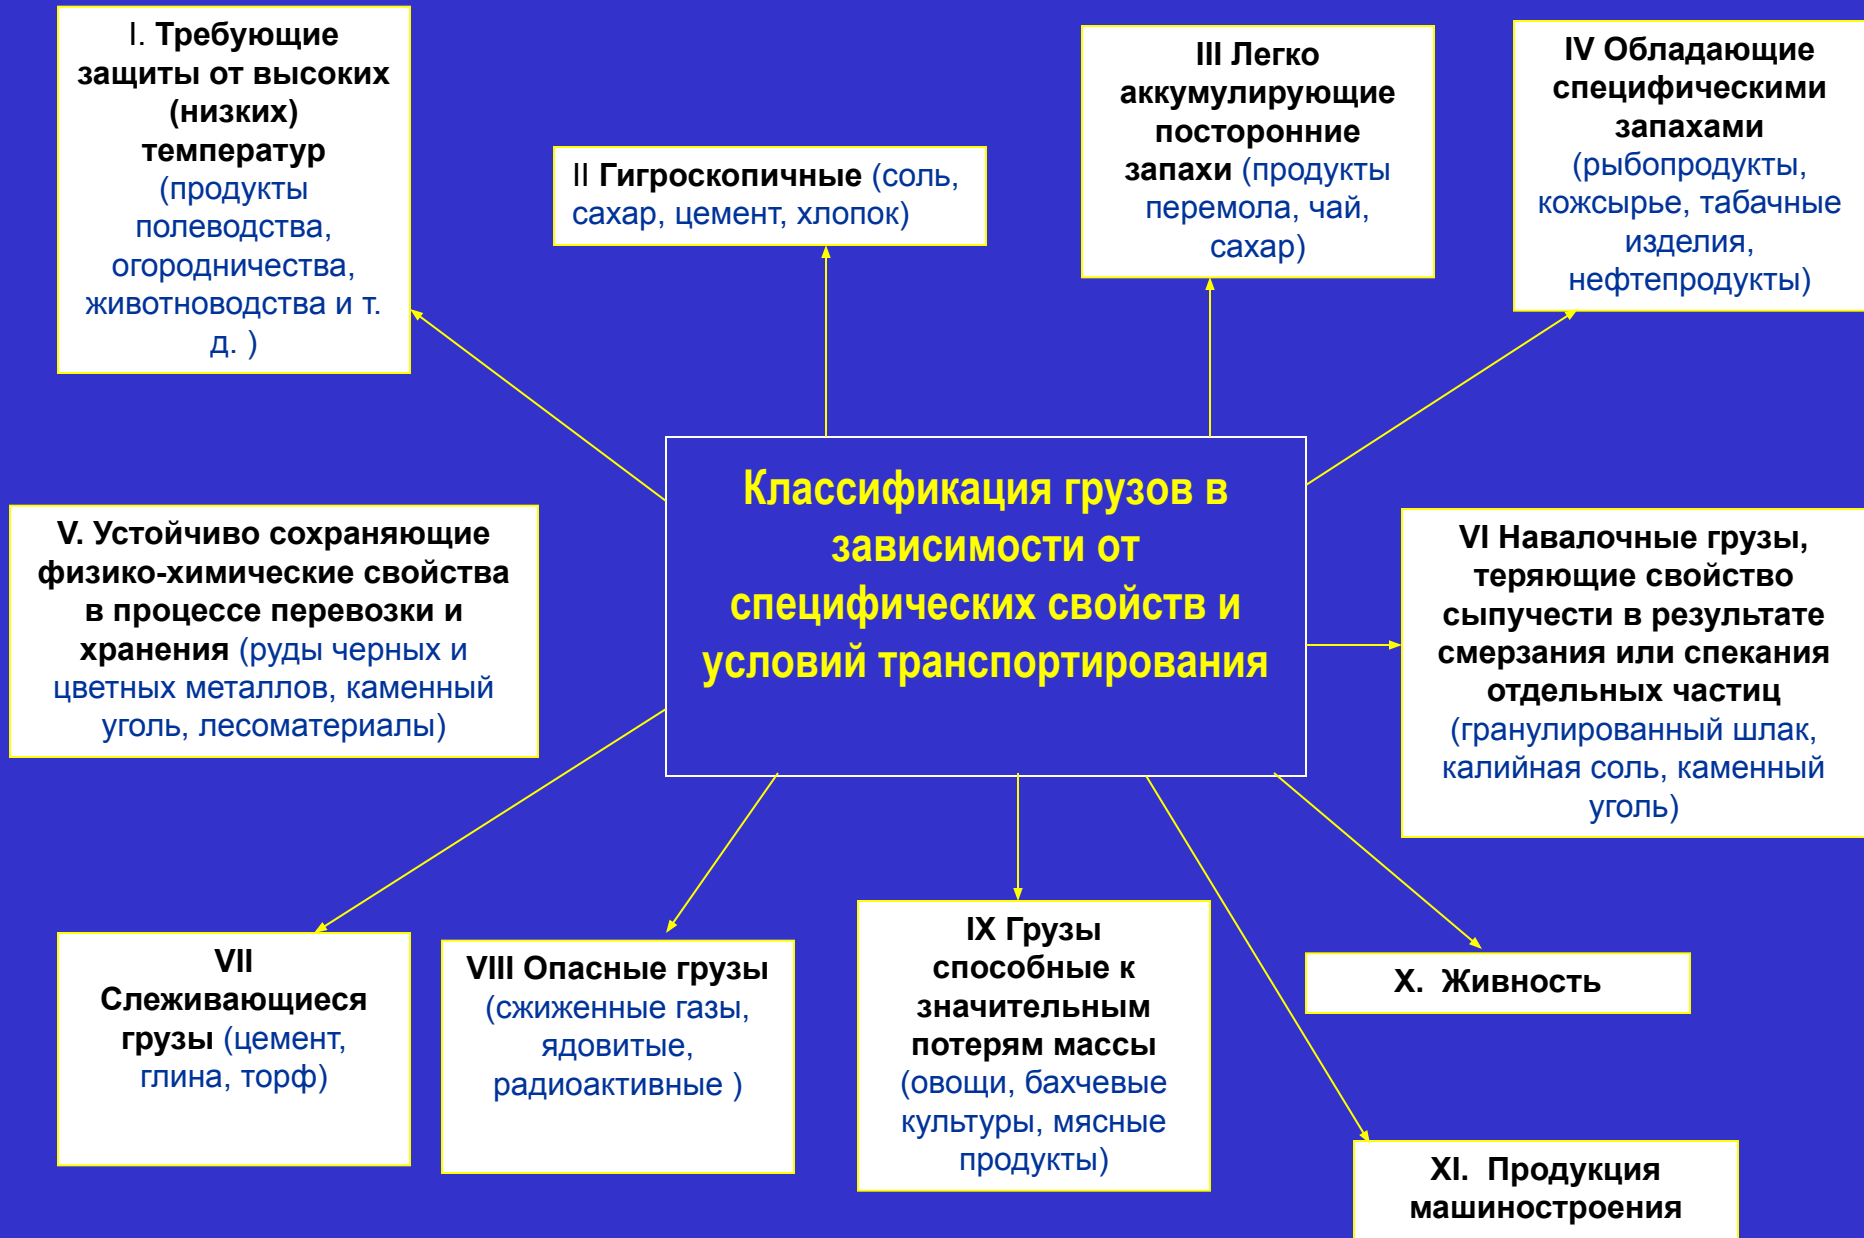 I. Требующие
защиты от высоких
(низких)
температур
(продукты
полеводства,
огородничества,
животноводства и т.
д. )
II Гигроскопичные (соль,
сахар, цемент, хлопок)
III Легко
аккумулирующие
посторонние
запахи (продукты
перемола, чай,
сахар)
IV Обладающие
специфическими
запахами
(рыбопродукты,
кожсырье, табачные
изделия,
нефтепродукты)
Классификация грузов в
зависимости от
специфических свойств и
условий транспортирования
V. Устойчиво сохраняющие
физико-химические свойства
в процессе перевозки и
хранения (руды черных и
цветных металлов, каменный
уголь, лесоматериалы)
VI Навалочные грузы,
теряющие свойство
сыпучести в результате
смерзания или спекания
отдельных частиц
(гранулированный шлак,
калийная соль, каменный
уголь)
VII
Слеживающиеся
грузы (цемент,
глина, торф)
VIII Опасные грузы
(сжиженные газы,
ядовитые,
радиоактивные )
IX Грузы
способные к
значительным
потерям массы
(овощи, бахчевые
культуры, мясные
продукты)
X. Живность
XI. Продукция
машиностроения